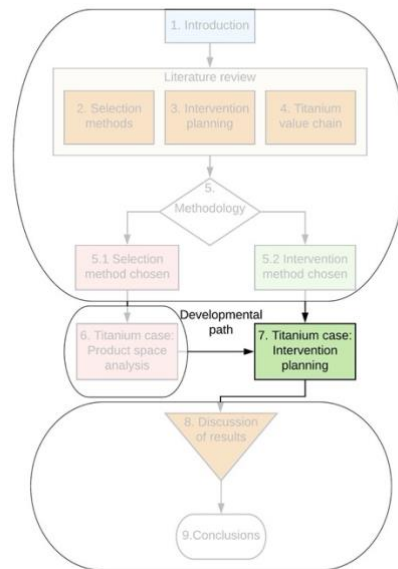 1. Introduction
Literature review
2. Selection
methods
3. Intervention
planning
4. Titanium
value chain
5.
Methodology
5.1 Selection
method chosen
5.2 Intervention
method chosen
Developmental
path
6. Titanium case:
Product space
analysis
7. Titanium case:
Intervention
planning
8. Discussion
of results
9.Conclusions